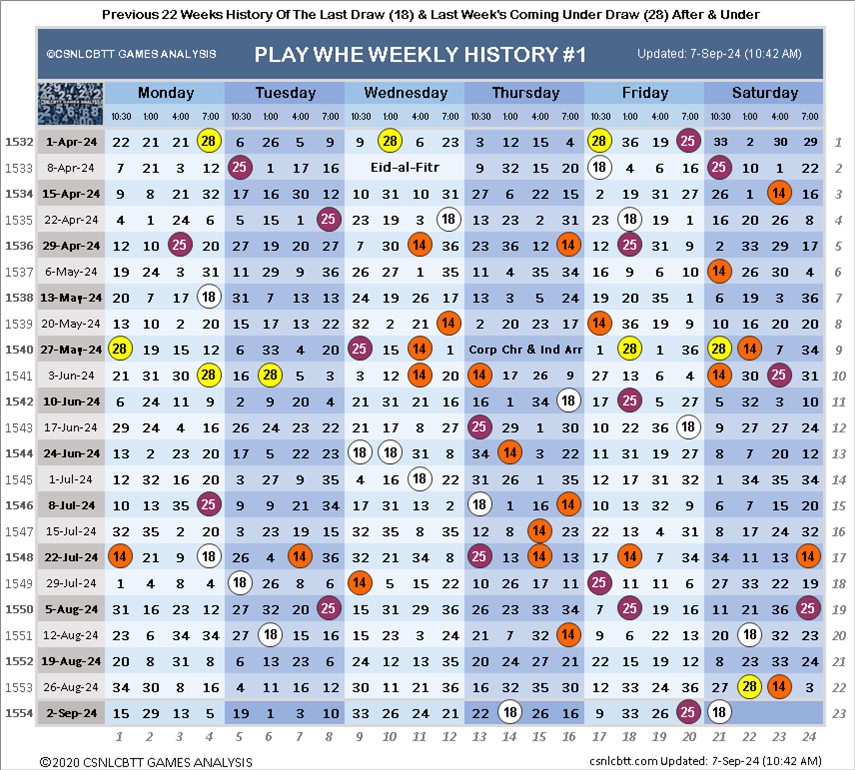 Previous 22 Weeks History Of The Last Draw (18) & Last Week's Coming Under Draw (28) After & Under
©CSNLCBTT GAMES ANALYSIS PLAY WHE WEEKLY HISTORY #1 Updated: 7-Sep-24 (10:42 AM)
CSNLCBTT GAMES ANALYSIS Monday Tuesday Wednesday Thursday Friday Saturday
10:30 1:00 4:00 7:00 10:30 1:00 4:00 7:00 10:30 1:00 4:00 7:00 10:30 1:00 4:00 7:00 10:30 1:00 4:00 7:00 10:30 1:00 4:00 7:00
1532 1-Apr-24 22 21 21 28 6 26 5 9 9 28 6 23 3 12 15 4 28 36 19 25 33 2 30 29 1
1533 8-Apr-24 7 21 3 12 25 1 17 16 Eid-al-Fitr 9 32 15 20 18 4 6 16 25 10 1 22 2
1534 15-Apr-24 9 8 21 32 17 16 30 12 10 31 10 31 27 6 22 15 2 19 31 27 26 1 14 16 3
1535 22-Apr-24 4 1 24 6 5 15 1 25 23 19 3 18 13 23 2 31 23 18 19 1 16 20 26 8 4
1536 29-Apr-24 12 10 25 20 27 19 20 27 7 30 14 36 23 36 12 14 12 25 31 9 2 33 29 17 5
1537 6-May-24 19 24 3 31 11 29 9 36 26 27 1 35 11 4 35 34 16 9 6 10 14 26 30 4 6
1538 13-May-24 20 7 17 18 31 7 13 13 24 19 26 17 13 3 5 24 19 20 35 1 6 19 3 36 7
1539 20-May-24 13 10 2 20 15 17 13 22 32 2 21 14 2 20 23 17 14 36 19 9 10 16 20 20 8
1540 27-May-24 28 19 15 12 6 33 4 20 25 15 14 1 Corp Chr & Ind Arr 1 28 1 36 28 14 7 34 9
1541 3-Jun-24 21 31 30 28 16 28 5 3 3 12 14 20 14 17 26 9 27 13 6 4 14 30 25 31 10
1542 10-Jun-24 6 24 11 9 2 9 20 4 21 31 21 16 16 1 34 18 17 25 27 25 5 32 3 10 11
1543 17-Jun-24 29 24 4 16 26 24 23 22 21 17 8 27 25 29 1 30 10 22 36 18 9 27 27 24 12
1544 24-Jun-24 13 2 23 20 17 5 22 23 18 18 31 8 34 14 3 22 11 31 19 27 8 7 20 12 13
1545 1-Jul-24 12 32 16 20 3 27 9 35 4 16 18 22 31 26 1 35 14 12 31 32 1 34 35 34 14
1546 8-Jul-24 10 13 35 25 9 9 21 34 17 31 13 2 18 1 16 14 10 13 32 9 6 7 15 20 15
1547 15-Jul-24 32 35 2 20 3 23 19 15 32 35 8 35 12 8 14 23 22 13 4 31 8 17 24 32 16
1548 22-Jul-24 14 21 9 18 26 4 14 36 32 21 34 8 25 13 14 13 17 14 7 34 34 11 13 14 17
1549 29-Jul-24 1 4 8 4 18 26 8 6 14 5 15 22 10 26 17 11 25 11 11 6 27 33 22 19 18
1550 5-Aug-24 31 16 23 12 27 32 20 25 15 31 29 36 26 26 23 33 7 25 19 16 11 21 36 25 19
1551 12-Aug-24 23 6 34 34 27 18 15 16 15 23 3 24 21 7 32 14 9 6 22 13 20 18 32 23 20
1552 19-Aug-24 20 8 31 8 6 13 23 6 24 12 13 35 20 24 27 21 22 15 19 12 8 23 33 24 21
1553 26-Aug-24 34 30 8 16 4 11 16 12 30 11 21 36 16 32 35 30 12 33 24 36 27 28 14 3 22
1554 2-Sep-24 15 29 13 5 19 1 3 10 33 26 24 21 22 18 26 16 9 33 26 25 18 23
1 2 3 4 5 6 7 8 9 10 11 12 13 14 15 16 17 18 19 20 21 22 23 24
©2020 CSNLCBTT GAMES ANALYSIS csnlcbtt.com Updated: 7-Sep-24 (10:42 AM)